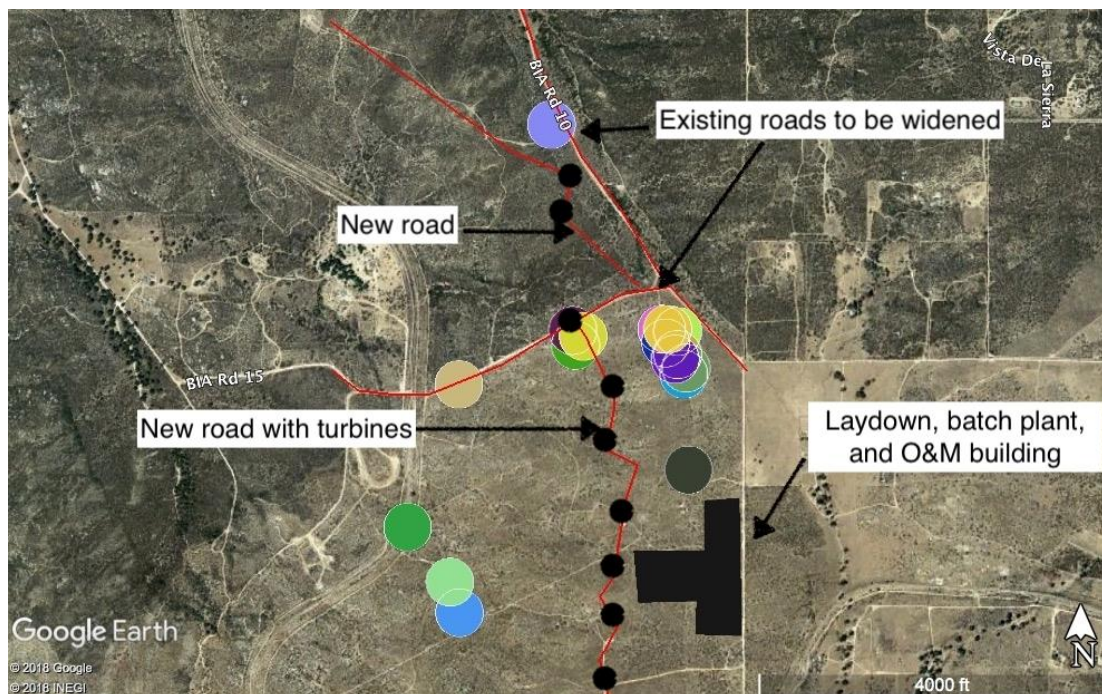 Vista De
La Sierra
BIA Rd 10
Existing roads to be widened
New road
BIA Rd 15
New road with turbines
Laydown, batch plant,
and O&M building
Google Earth
© 2018 Google
© 2018 INEGI
N
4000 ft